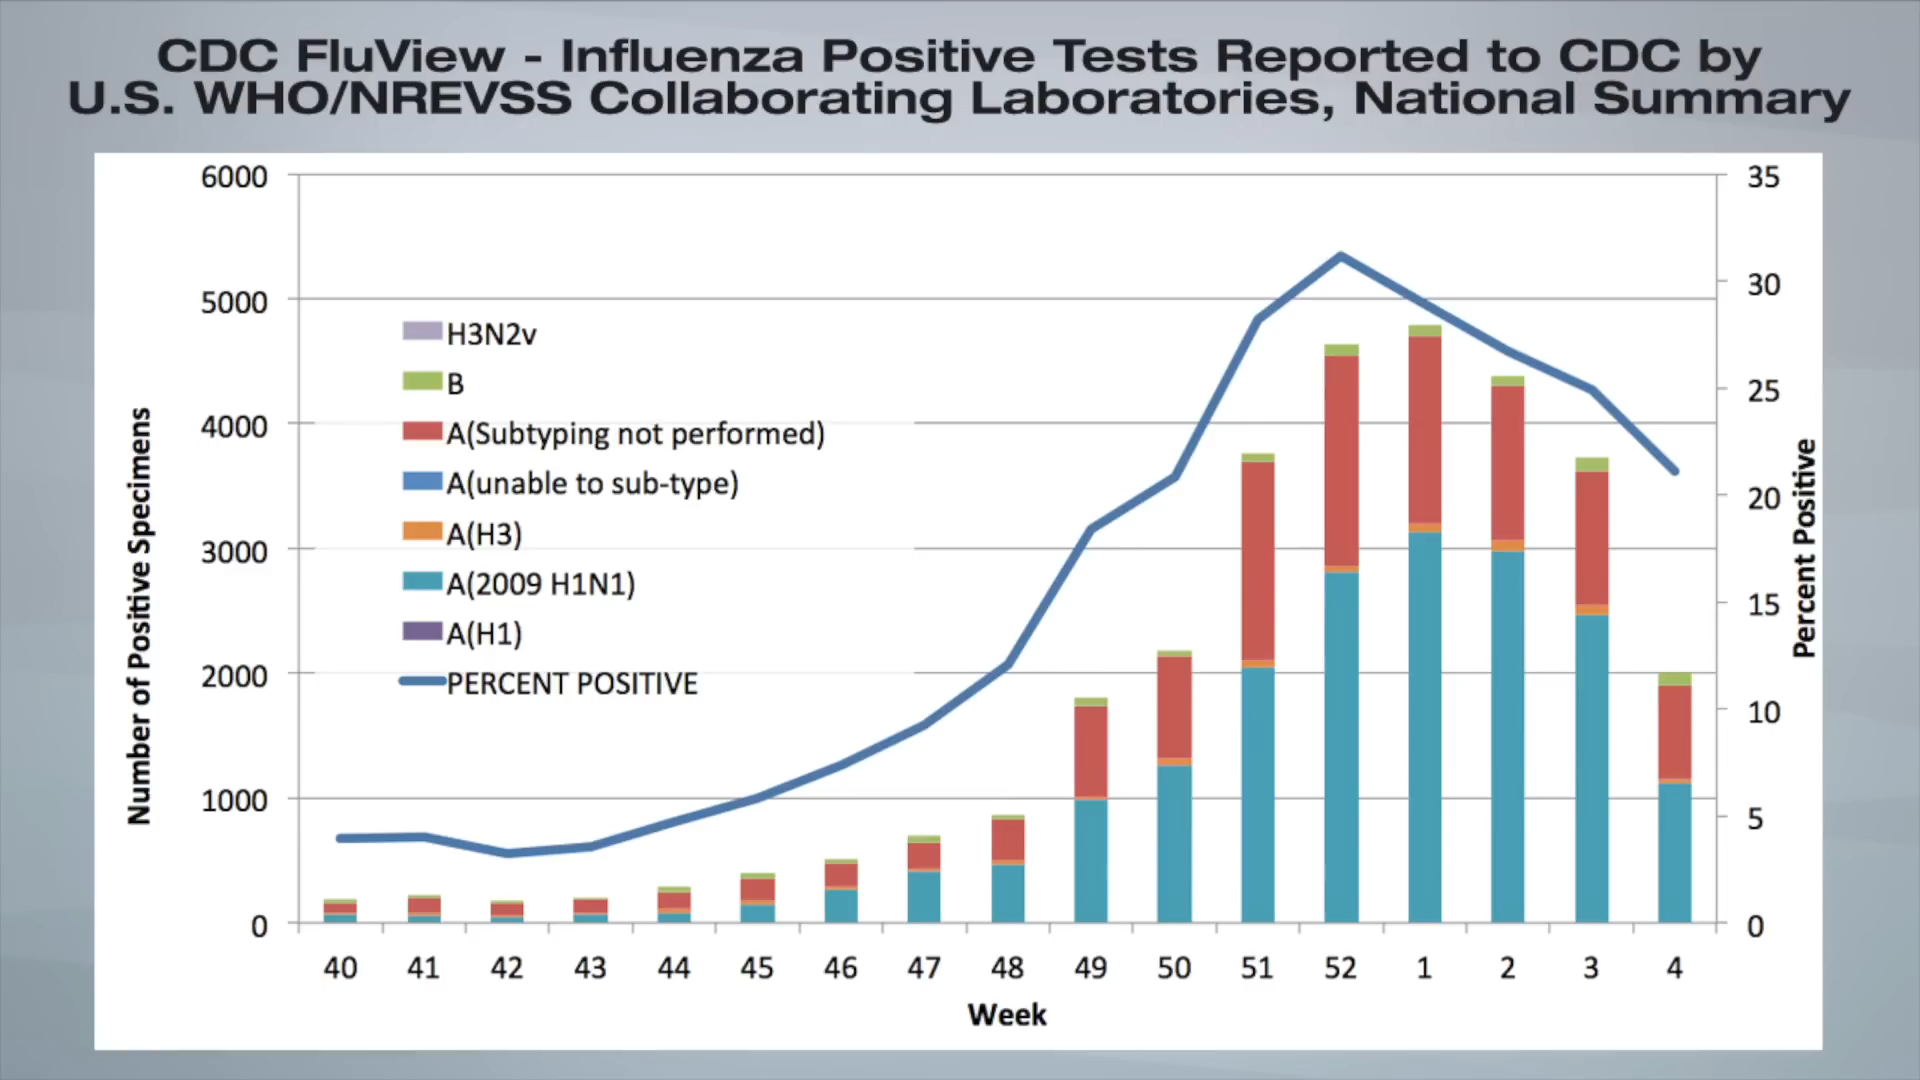 CDC FluView - Influenza Positive Tests Reported to CDC by
U.S. WHO/NREVSS Collaborating Laboratories, National Summary
Number of Positive Specimens
6000
5000
4000
3000
2000
1000
0
H3N2v
B
A(Subtyping not performed)
A(unable to sub-type)
A(H3)
A(2009 H1N1)
A(H1)
PERCENT POSITIVE
35
30
25
20
15
10
5
0
Percent Positive
40 41 42 43 44 45 46 47 48 49 50 51 52 1 2 3 4
Week